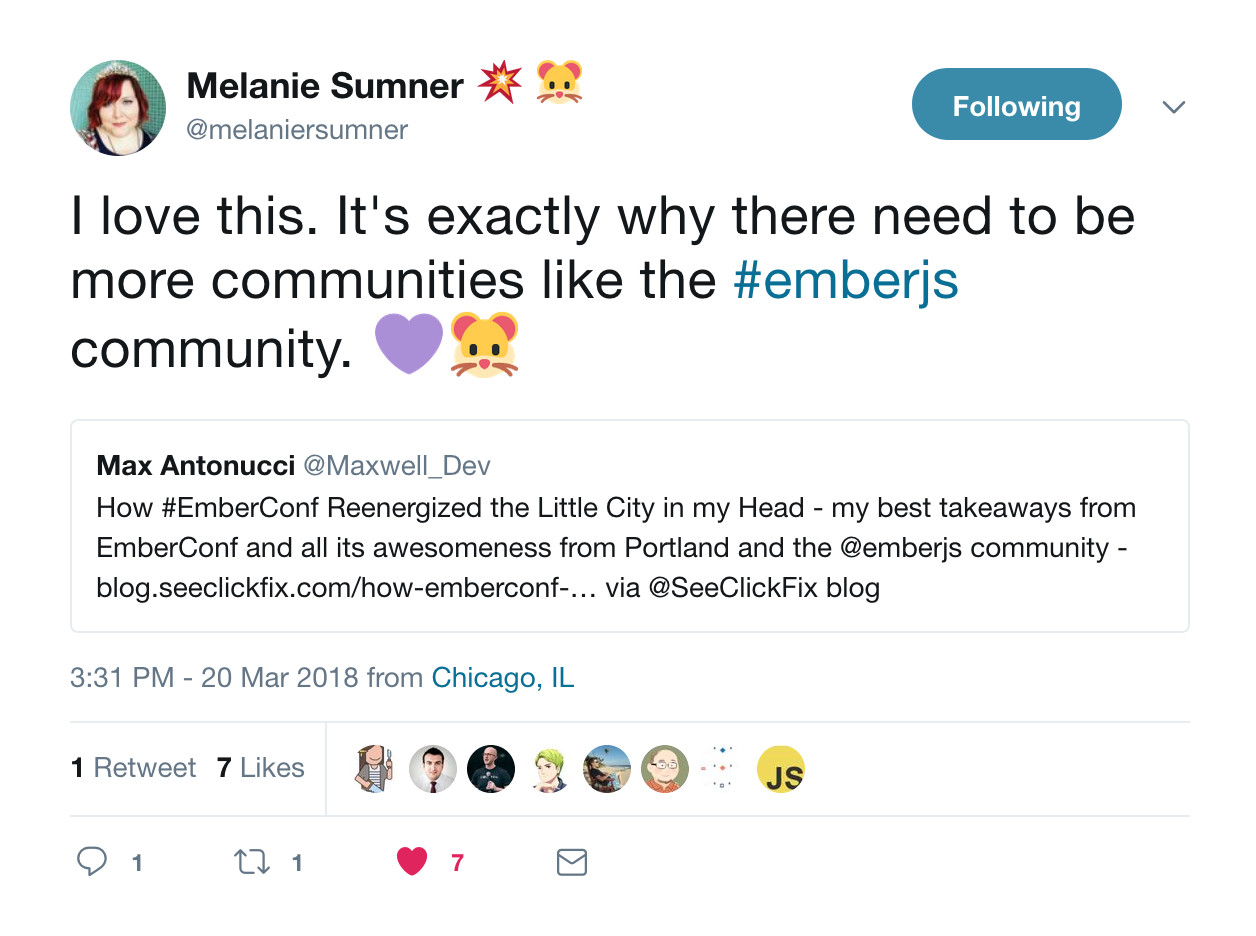 Melanie Sumner 💥 🐹
@melaniersumner
Following
I love this. It's exactly why there need to be
more communities like the #emberjs
community. 💜🐹
Max Antonucci @Maxwell_Dev
How #EmberConf Reenergized the Little City in my Head - my best takeaways from
EmberConf and all its awesomeness from Portland and the @emberjs community -
blog.seeclickfix.com/how-emberconf-… via @SeeClickFix blog
3:31 PM - 20 Mar 2018 from Chicago, IL
1 Retweet 7 Likes
JS
1 1 7